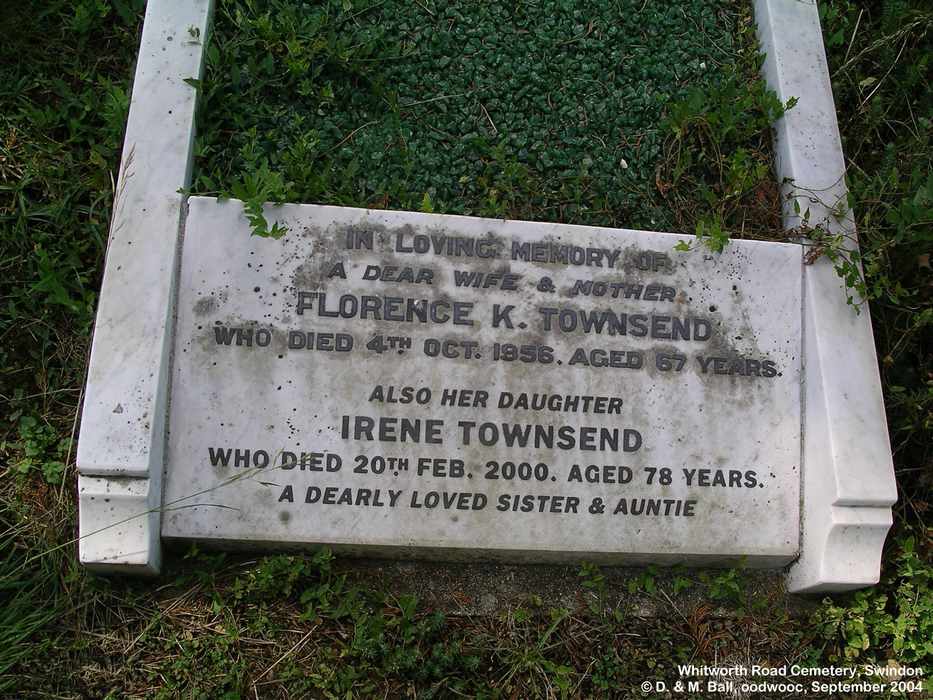 IN LOVING MEMORY OF
A DEAR WIFE & MOTHER
FLORENCE K. TOWNSEND
WHO DIED 4TH OCT. 1956. AGED 67 YEARS.
ALSO HER DAUGHTER
IRENE TOWNSEND
WHO DIED 20TH FEB. 2000. AGED 78 YEARS.
A DEARLY LOVED SISTER & AUNTIE
Whitworth Road Cemetery, Swindon
© D. & M. Ball, oodwooc, September 2004